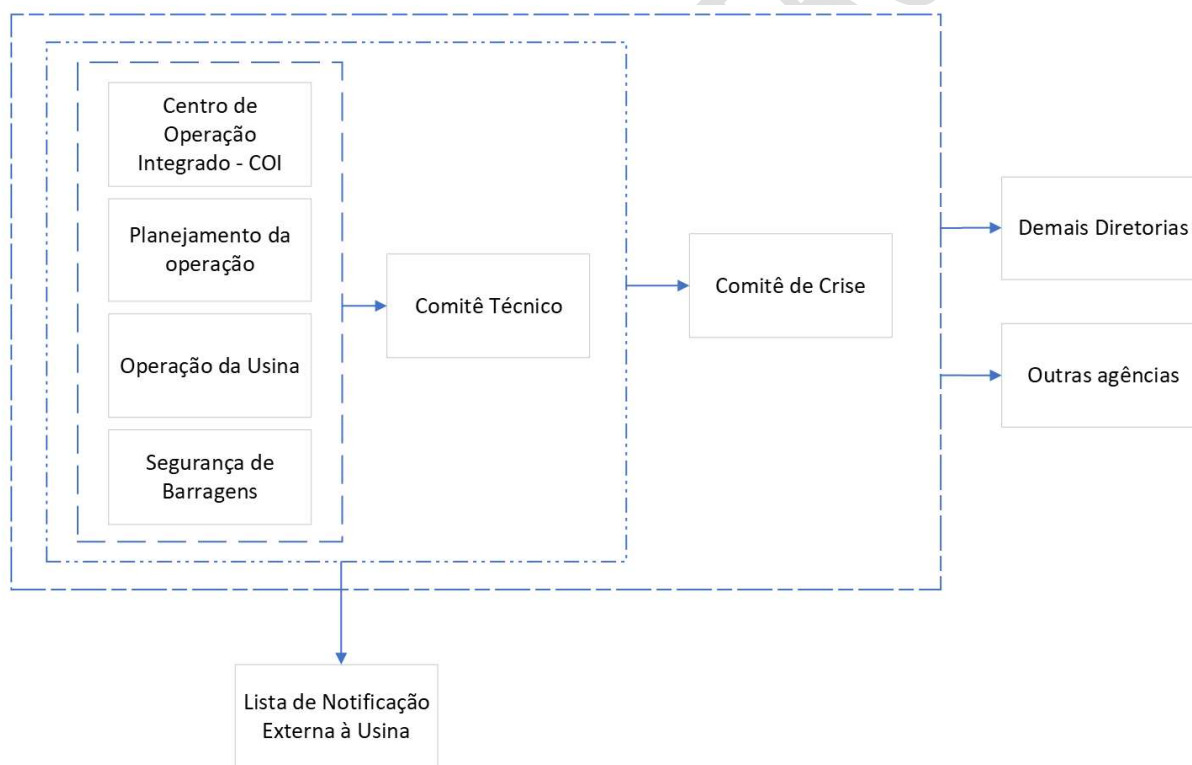 Centro de
Operação
Integrado - COI
Planejamento da
operação
Operação da Usina
Segurança de
Barragens
Comitê Técnico
Comitê de Crise
Demais Diretorias
Outras agências
Lista de Notificação
Externa à Usina